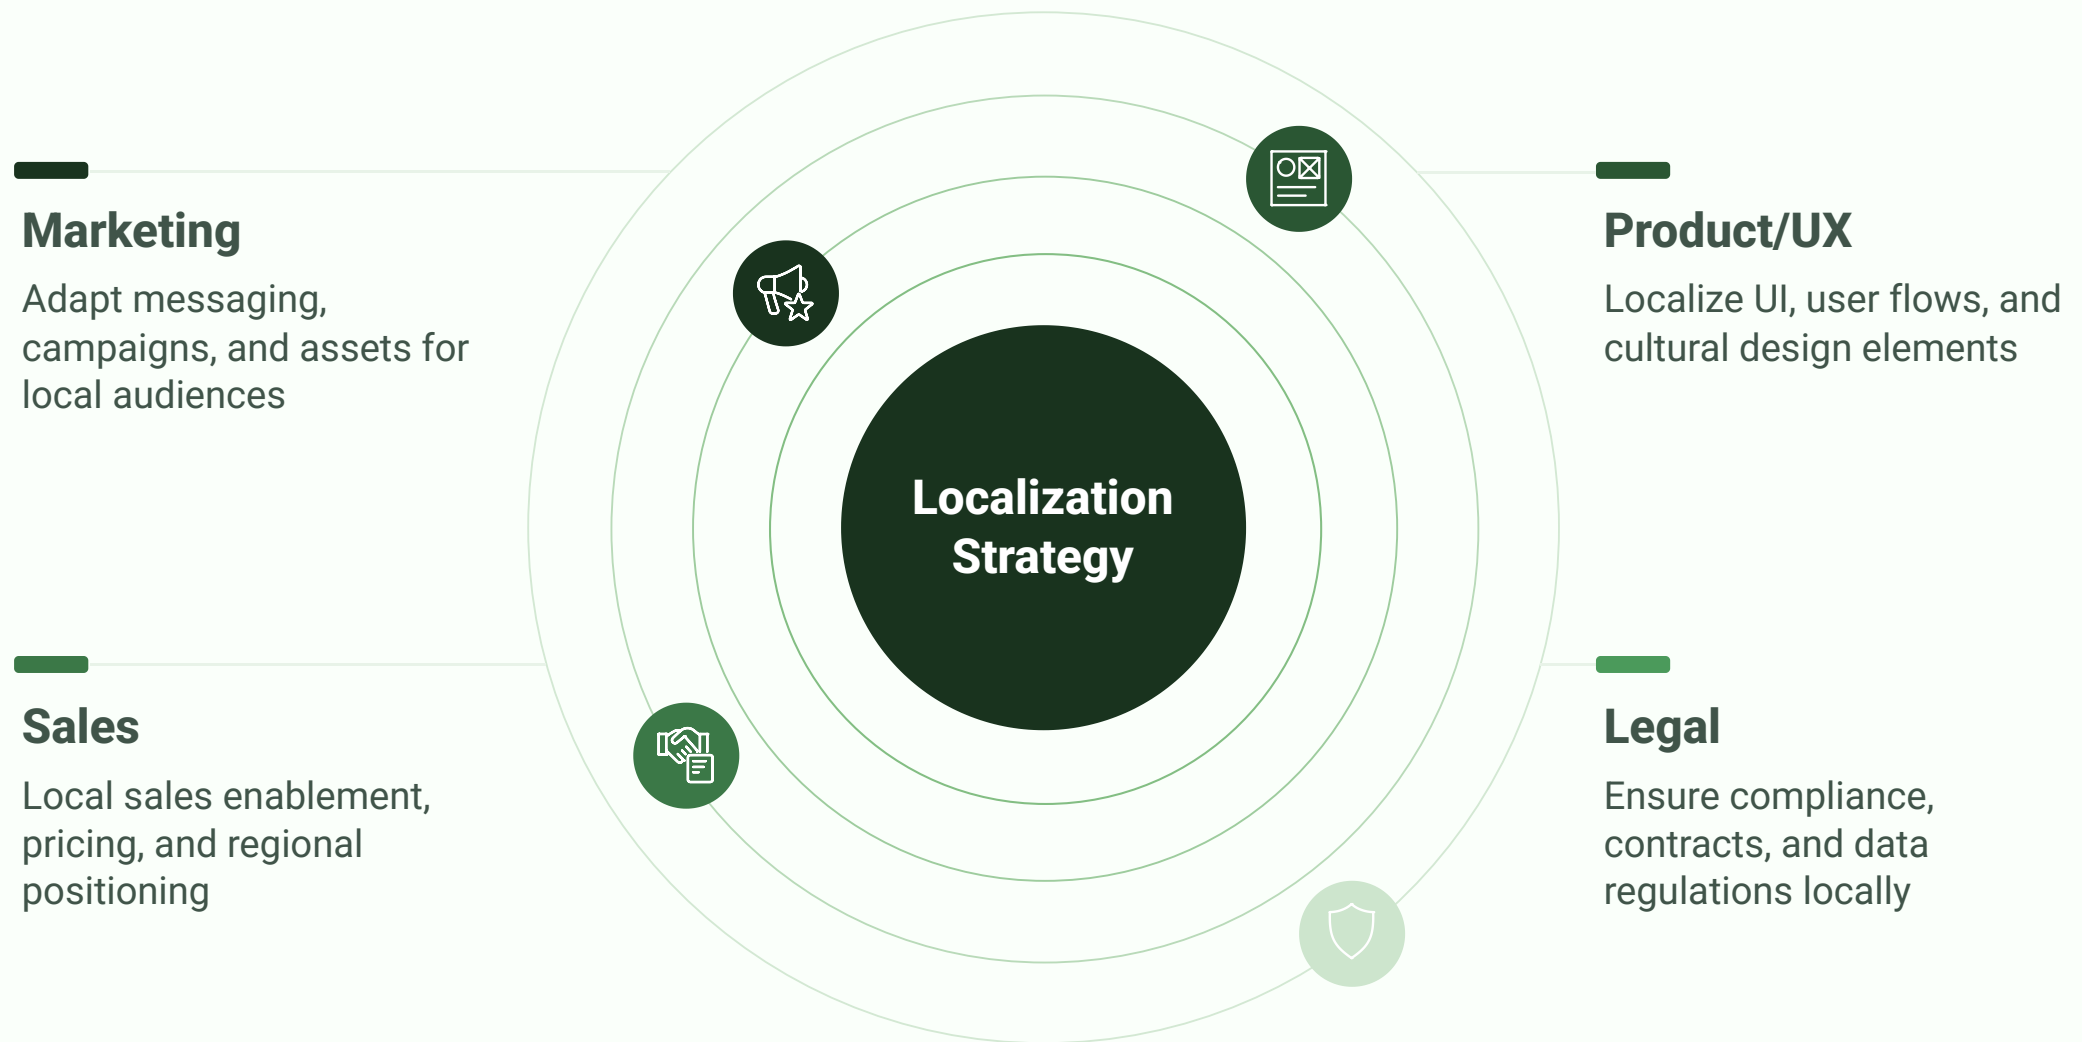 Marketing
Adapt messaging,
campaigns, and assets for
local audiences
Product/UX
Localize UI, user flows, and
cultural design elements
Localization
Strategy
Sales
Local sales enablement,
pricing, and regional
positioning
Legal
Ensure compliance,
contracts, and data
regulations locally